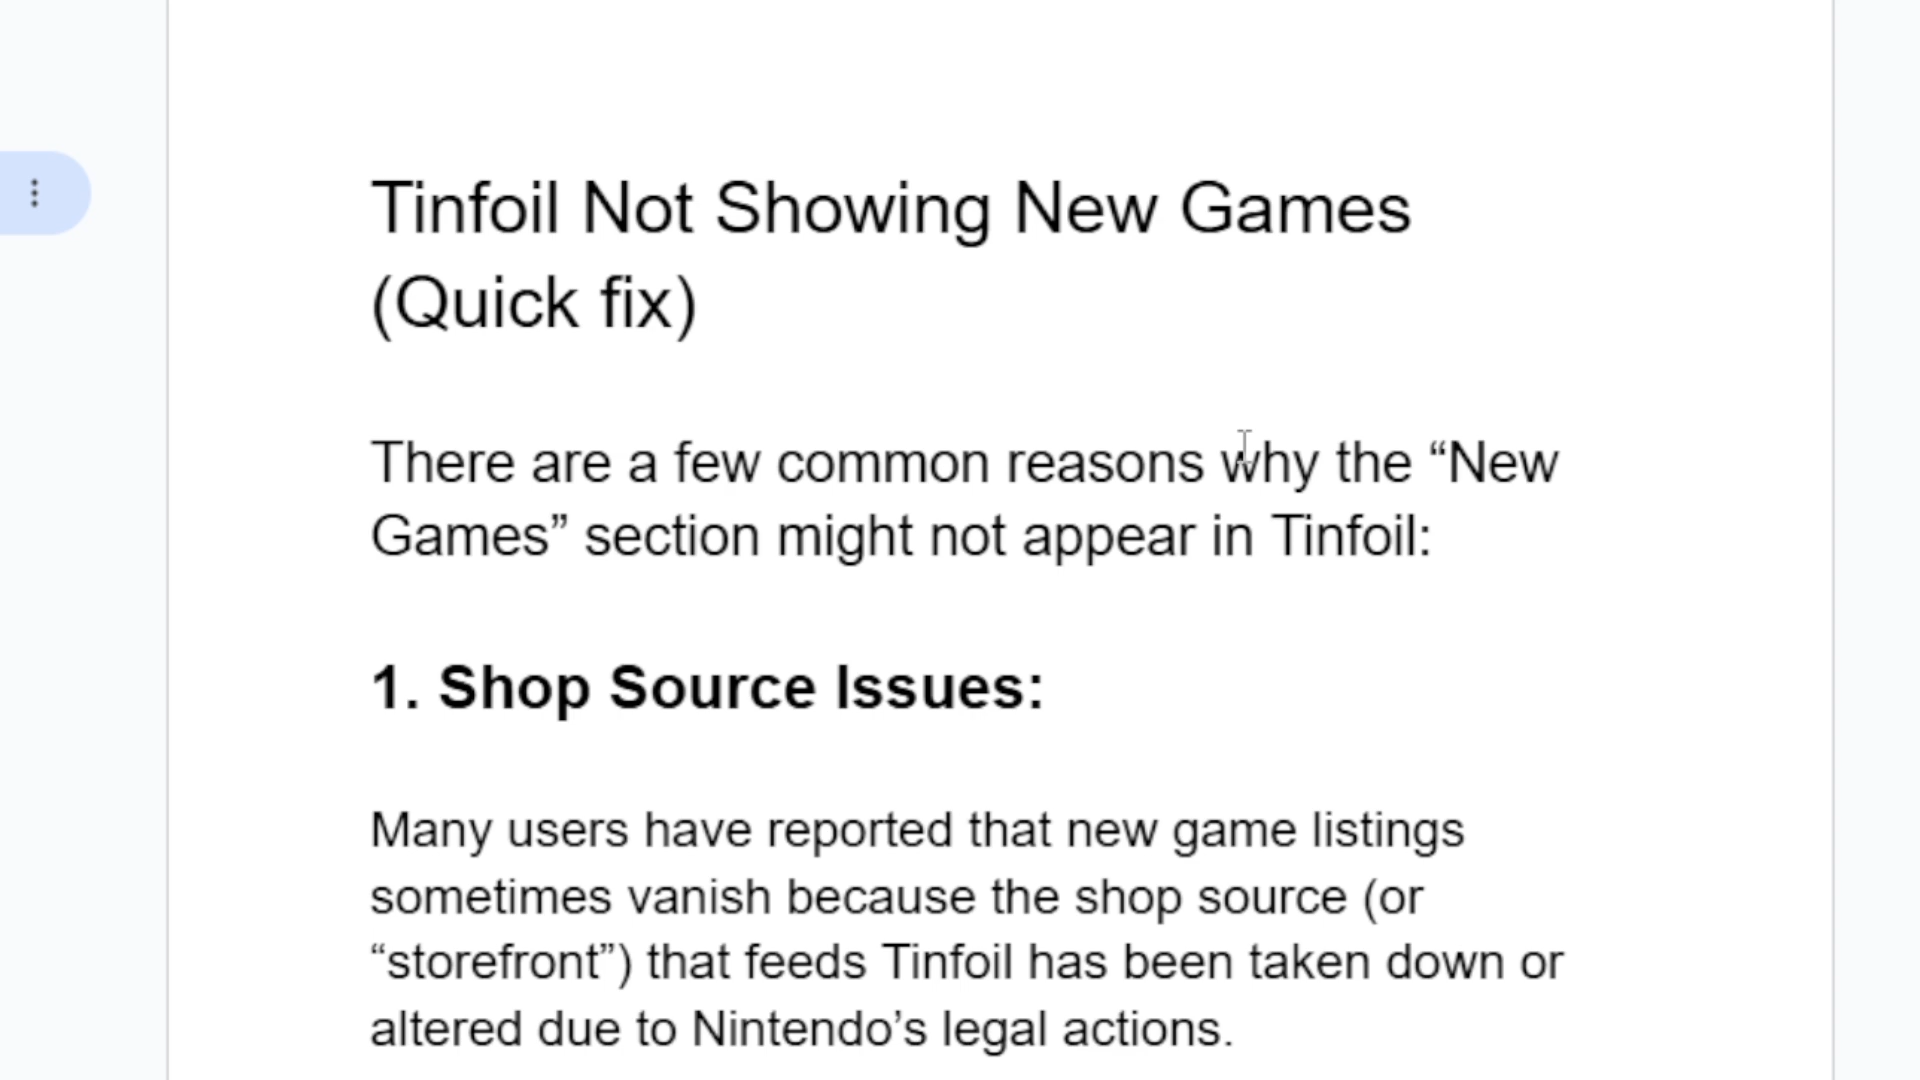 Tinfoil Not Showing New Games
(Quick fix)
There are a few common reasons why the “New
Games” section might not appear in Tinfoil:
1. Shop Source Issues:
Many users have reported that new game listings
sometimes vanish because the shop source (or
“storefront”) that feeds Tinfoil has been taken down or
altered due to Nintendo’s legal actions.